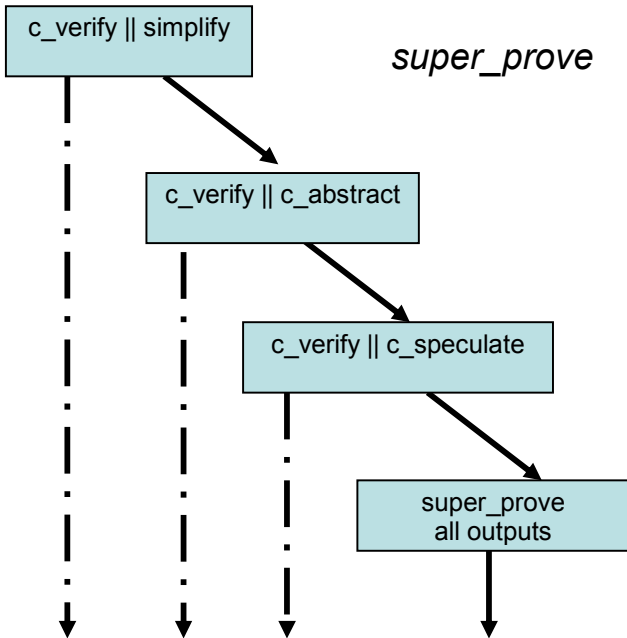 c_verify || simplify
super_prove
c_verify || c_abstract
c_verify || c_speculate
super_prove
all outputs